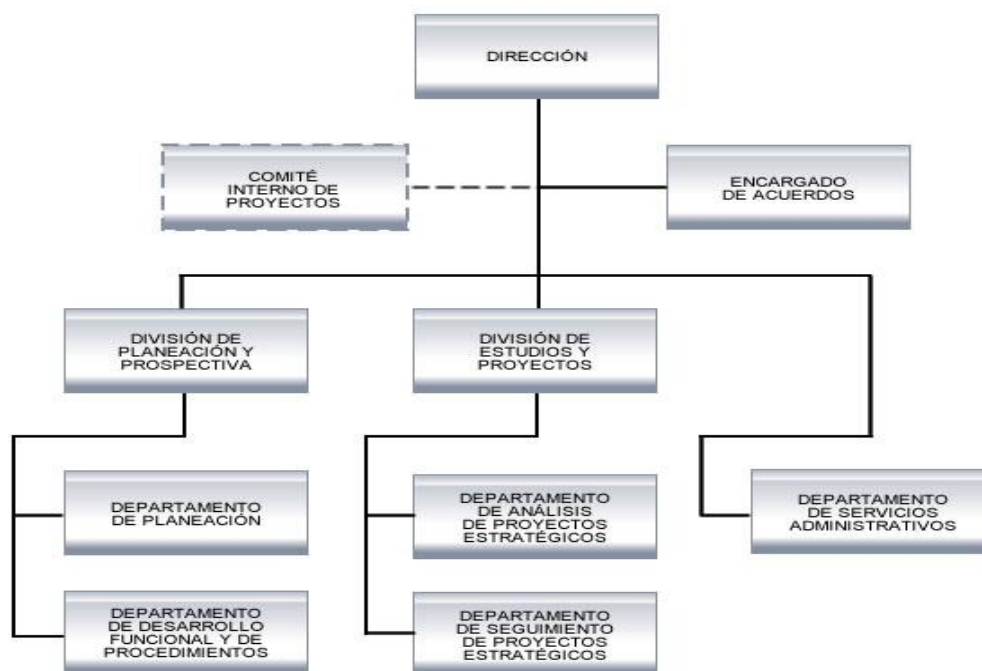 DIRECCIÓN
COMITÉ
INTERNO DE
PROYECTOS
ENCARGADO
DE ACUERDOS
DIVISIÓN DE
PLANEACIÓN Y
PROSPECTIVA
DIVISIÓN DE
ESTUDIOS Y
PROYECTOS
DEPARTAMENTO
DE PLANEACIÓN
DEPARTAMENTO
DE ANÁLISIS
DE PROYECTOS
ESTRATÉGICOS
DEPARTAMENTO
DE SERVICIOS
ADMINISTRATIVOS
DEPARTAMENTO
DE DESARROLLO
FUNCIONAL Y DE
PROCEDIMIENTOS
DEPARTAMENTO
DE SEGUIMIENTO
DE PROYECTOS
ESTRATÉGICOS